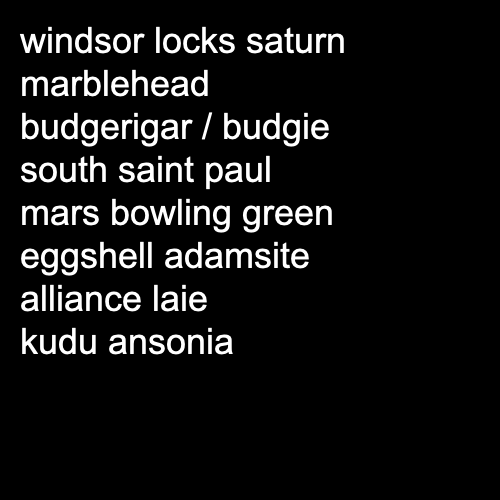 windsor locks saturn
marblehead
budgerigar / budgie
south saint paul
mars bowling green
eggshell adamsite
alliance laie
kudu ansonia